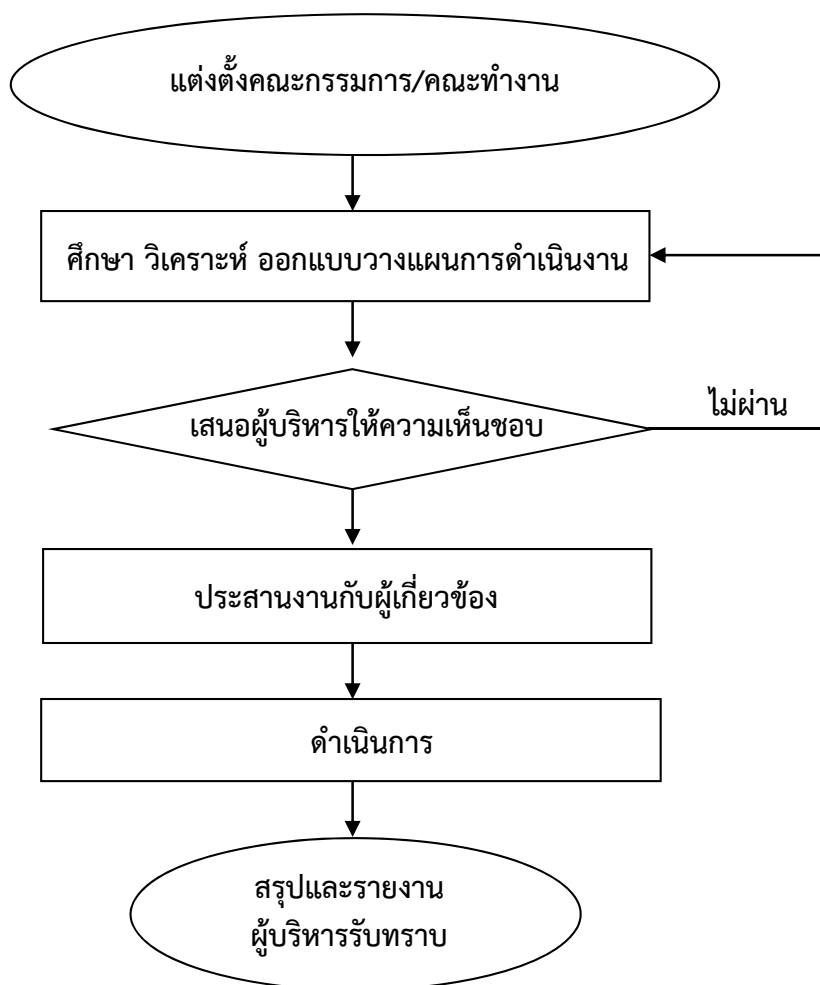 แต่งตั้งคณะกรรมการ/คณะทำงาน
ศึกษา วิเคราะห์ ออกแบบวางแผนการดำเนินงาน
เสนอผู้บริหารให้ความเห็นชอบ
ไม่ผ่าน
ประสานงานกับผู้เกี่ยวข้อง
ดำเนินการ
สรุปและรายงาน
ผู้บริหารรับทราบ